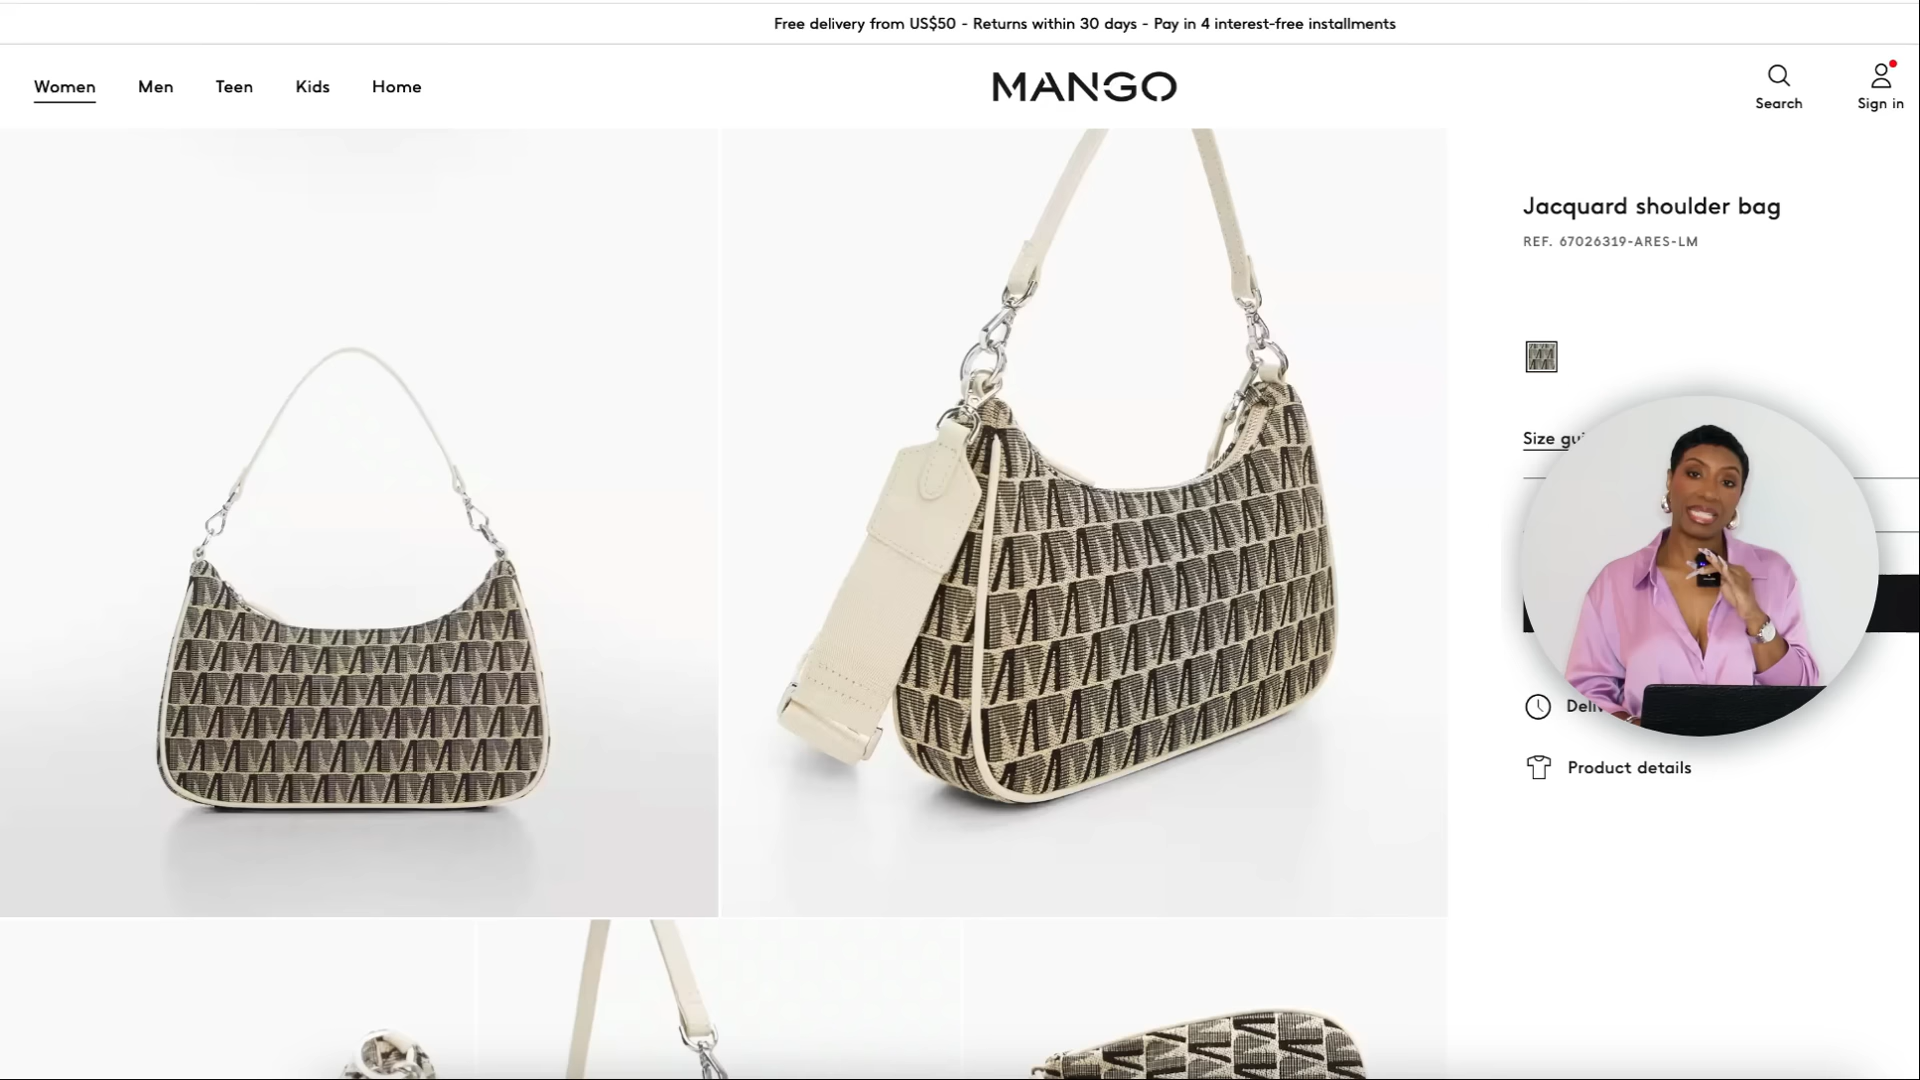 Free delivery from US$50 - Returns within 30 days - Pay in 4 interest-free installments
Women Men Teen Kids Home
MANGO
Search
Sign in
Jacquard shoulder bag
REF. 67026319-ARES-LM
Size
Product details